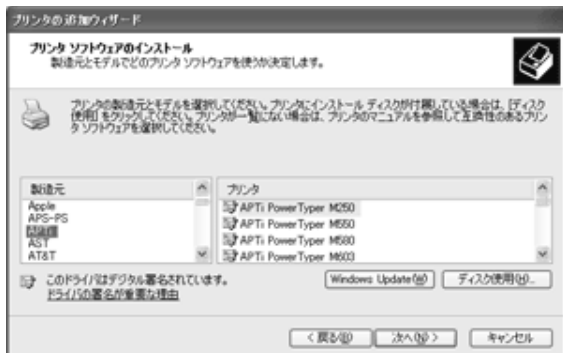 プリンタの追加ウィザード
プリンタ ソフトウェアのインストール
製造元とモデルでどのプリンタ ソフトウェアを使うか決定します。
プリンタの製造元とモデルを選択してください。プリンタにインストール ディスクが付属している場合は、[ディスク
使用] をクリックしてください。プリンタが一覧にない場合は、プリンタのマニュアルを参照して互換性のあるプリン
タ ソフトウェアを選択してください。
製造元
プリンタ
Apple
APS-PS
APTi
AST
AT&T
APTi PowerTyper M250
APTi PowerTyper M550
APTi PowerTyper M580
APTi PowerTyper M603
このドライバはデジタル署名されています。
ドライバの署名が重要な理由
Windows Update(W)
ディスク使用(H)...
< 戻る(B)
次へ(N) >
キャンセル